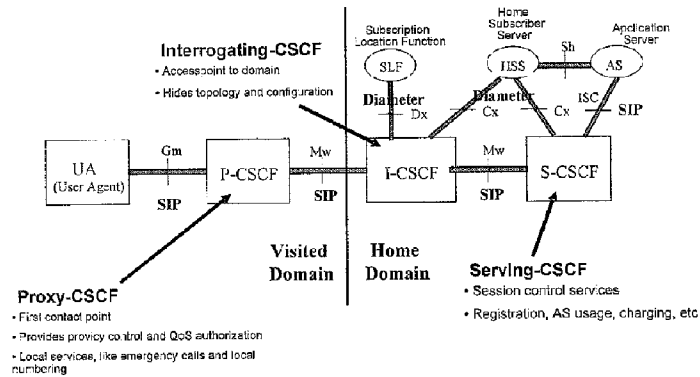 Subscription
Location Function
Home
Subscriber
Server
Application
Server
Interrogating-CSCF
• Accesspoint to domain
• Hides topology and configuration
SLF
HSS
Sh
AS
Diameter
Dx
Diameter
Cx
Cx
ISC
SIP
UA
(User Agent)
Gm
SIP
P-CSCF
Mw
SIP
I-CSCF
Mw
SIP
S-CSCF
Visited
Domain
Home
Domain
Proxy-CSCF
• First contact point
• Provides provicy control and QoS authorization
• Local services, like emergency calls and local
numbering
Serving-CSCF
• Session control services
• Registration, AS usage, charging, etc